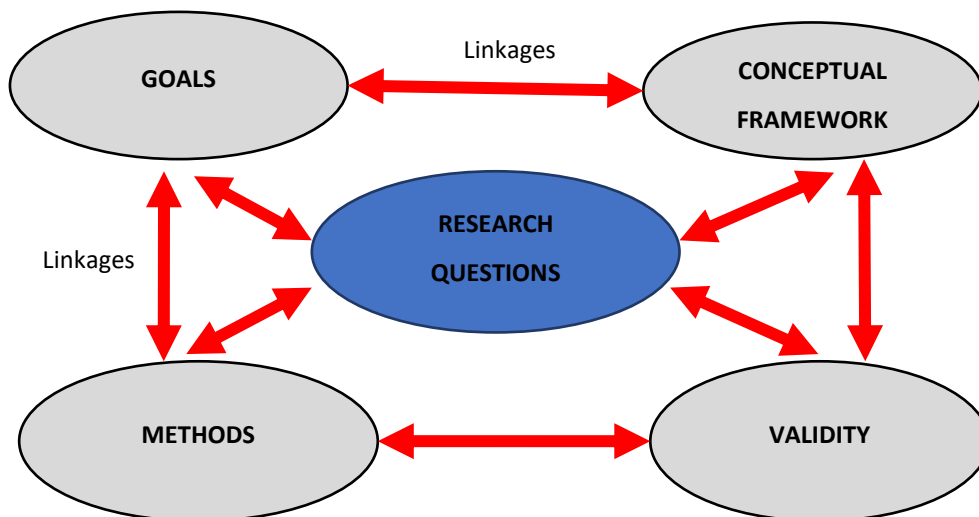 Linkages
GOALS
CONCEPTUAL
FRAMEWORK
RESEARCH
QUESTIONS
Linkages
METHODS
VALIDITY